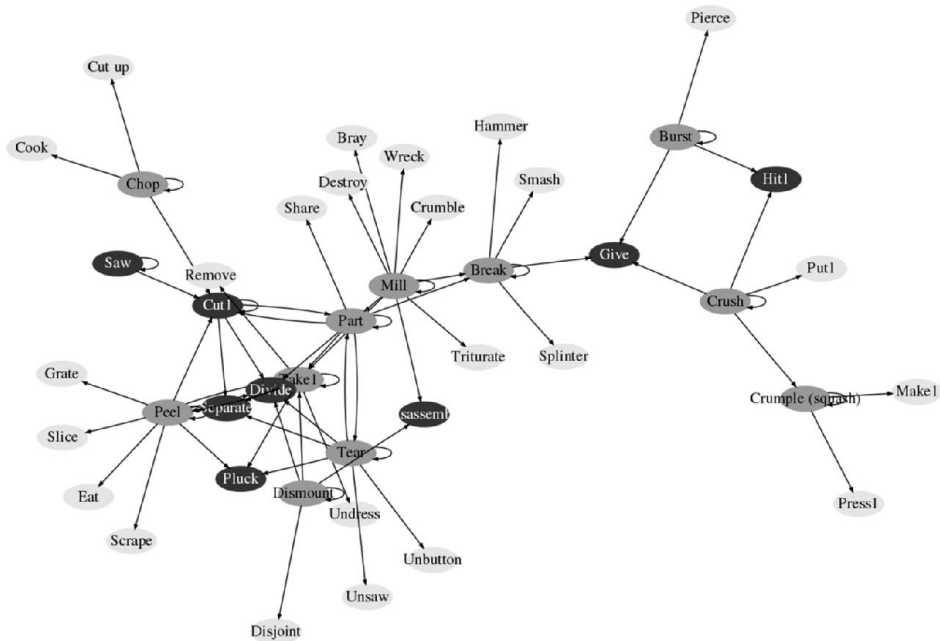 Pierce
Cut up
Hammer
Bray
Burst
Cook
Wreck
Chop
Destroy
Smash
Hit1
Share
Crumble
Give
Saw
Remove
Break
Put1
Mill
Cut1
Crush
Part
Triturate
Splinter
Grate
Take1
Divide
Crumple (squash)
Make1
Peel
Separate
sassembl
Slice
Tear
Pluck
Eat
Dismount
Undress
Press1
Scrape
Unbutton
Unsaw
Disjoint